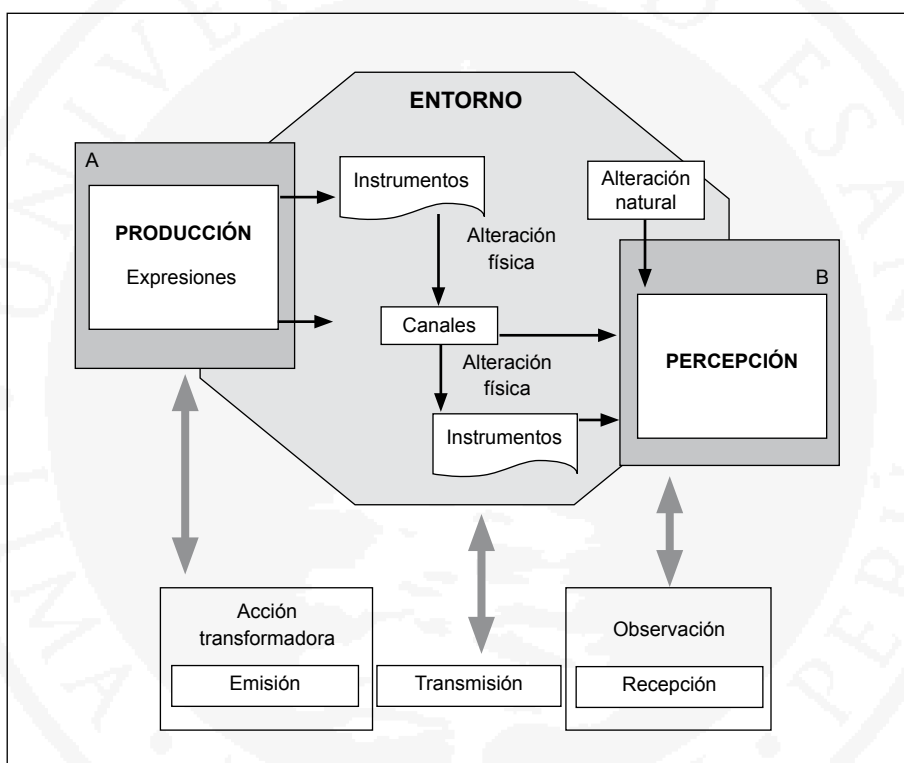 ENTORNO
A
PRODUCCIÓN
Expresiones
Instrumentos
Alteración
física
Canales
Alteración
física
Instrumentos
Alteración
natural
B
PERCEPCIÓN
Acción
transformadora
Emisión
Transmisión
Observación
Recepción